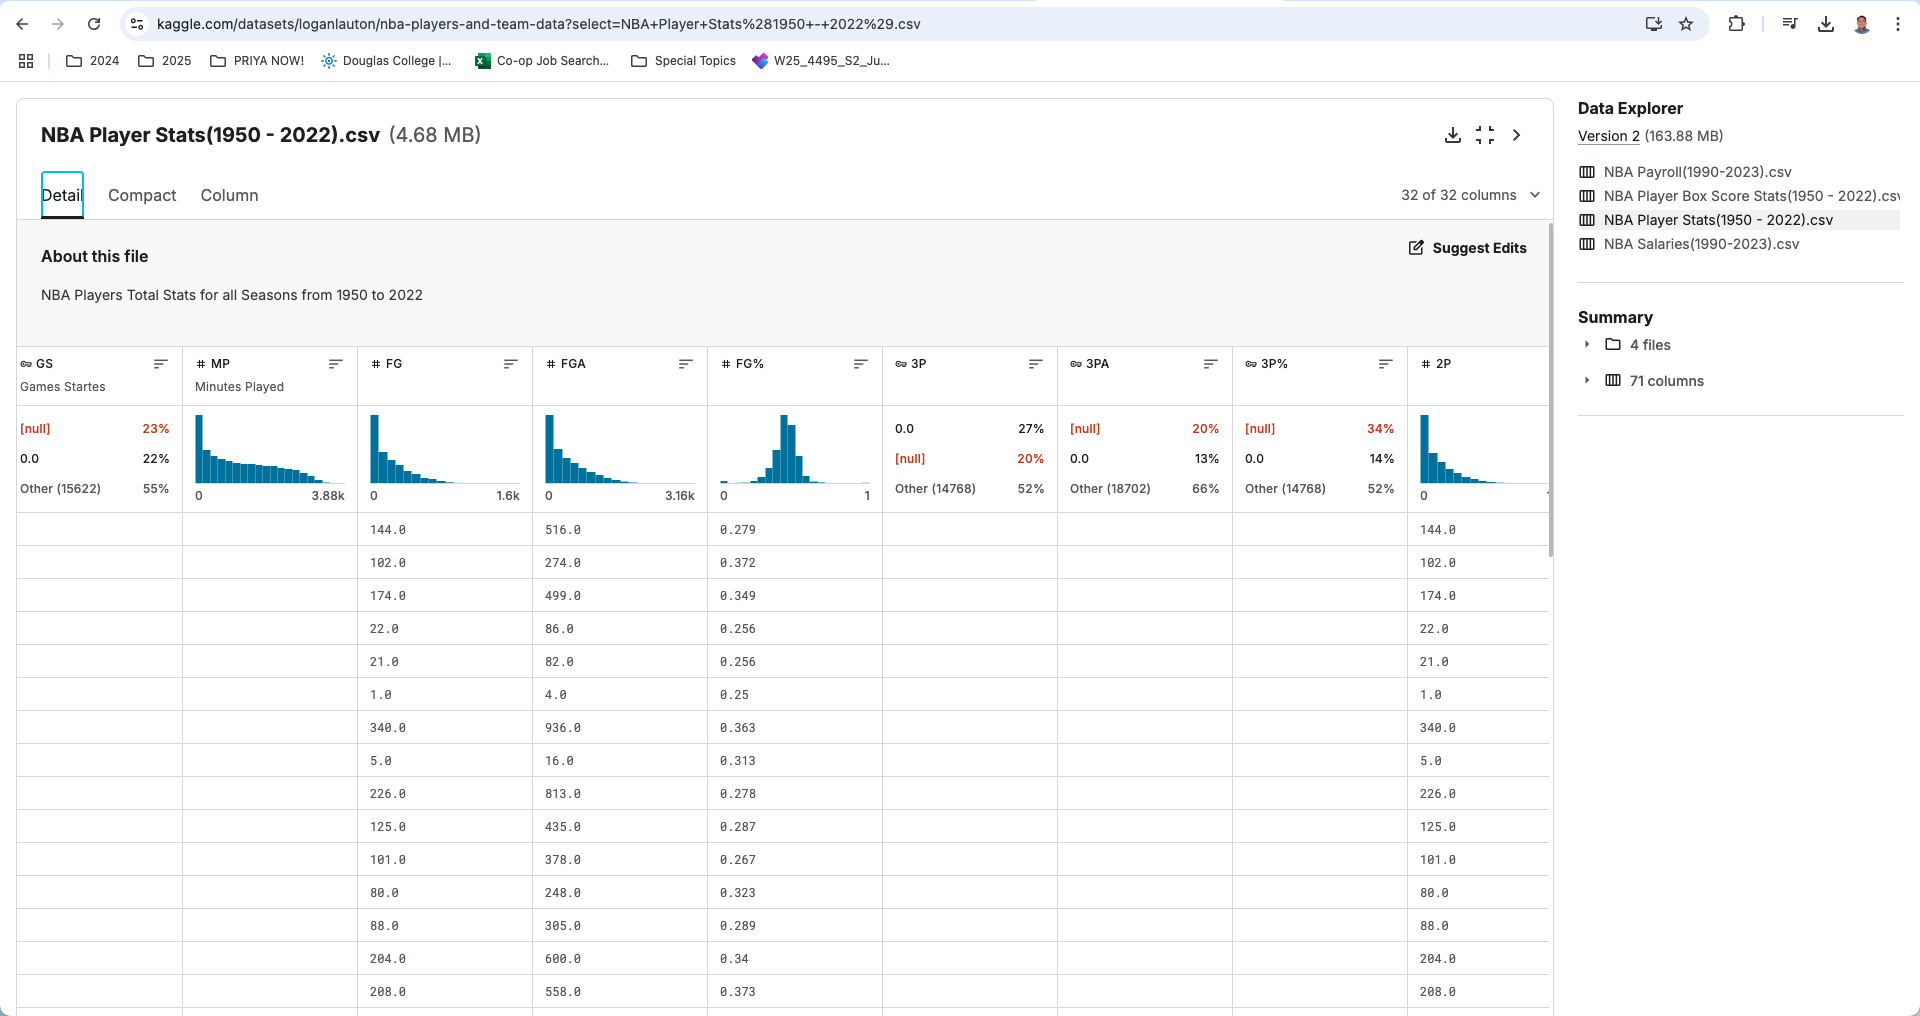 kaggle.com/datasets/loganlauton/nba-players-and-team-data?select=NBA+Player+Stats%281950+-+2022%29.csv
2024 2025 PRIYA NOW! Douglas College |... Co-op Job Search... Special Topics W25_4495_S2_Ju...
NBA Player Stats(1950 - 2022).csv (4.68 MB)
Detail Compact Column 32 of 32 columns
About this file
Suggest Edits
NBA Players Total Stats for all Seasons from 1950 to 2022
GS # MP # FG # FGA # FG% 3P 3PA 3P% # 2P
Games Startes Minutes Played
[null] 23% 0.0 27% [null] 20% [null] 34%
0.0 22% [null] 20% 0.0 13% 0.0 14%
Other (15622) 55% Other (14768) 52% Other (18702) 66% Other (14768) 52%
0 3.88k 0 1.6k 0 3.16k 0 1 0
144.0 516.0 0.279 144.0
102.0 274.0 0.372 102.0
174.0 499.0 0.349 174.0
22.0 86.0 0.256 22.0
21.0 82.0 0.256 21.0
1.0 4.0 0.25 1.0
340.0 936.0 0.363 340.0
5.0 16.0 0.313 5.0
226.0 813.0 0.278 226.0
125.0 435.0 0.287 125.0
101.0 378.0 0.267 101.0
80.0 248.0 0.323 80.0
88.0 305.0 0.289 88.0
204.0 600.0 0.34 204.0
208.0 558.0 0.373 208.0
Data Explorer
Version 2 (163.88 MB)
NBA Payroll(1990-2023).csv
NBA Player Box Score Stats(1950 - 2022).csv
NBA Player Stats(1950 - 2022).csv
NBA Salaries(1990-2023).csv
Summary
4 files
71 columns